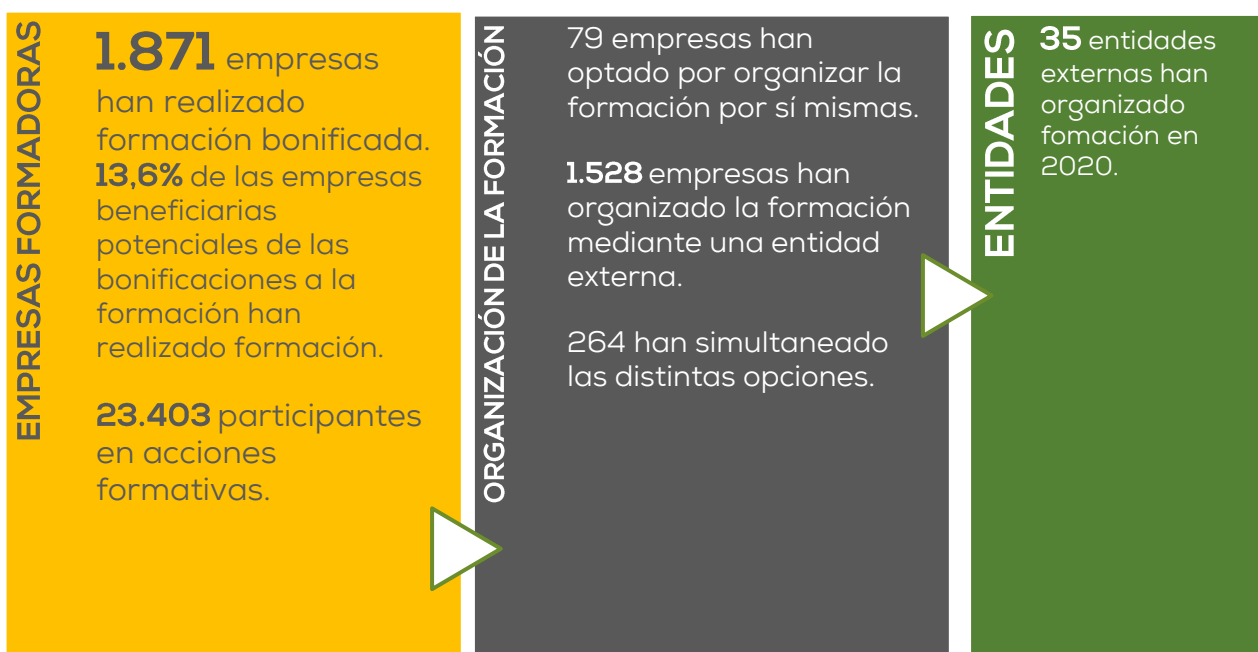 EMPRESAS FORMADORAS
1.871 empresas
han realizado
formación bonificada.
13,6% de las empresas
beneficiarias
potenciales de las
bonificaciones a la
formación han
realizado formación.
23.403 participantes
en acciones
formativas.
ORGANIZACIÓN DE LA FORMACIÓN
79 empresas han
optado por organizar la
formación por sí mismas.
1.528 empresas han
organizado la formación
mediante una entidad
externa.
264 han simultaneado
las distintas opciones.
ENTIDADES
35 entidades
externas han
organizado
fomación en
2020.